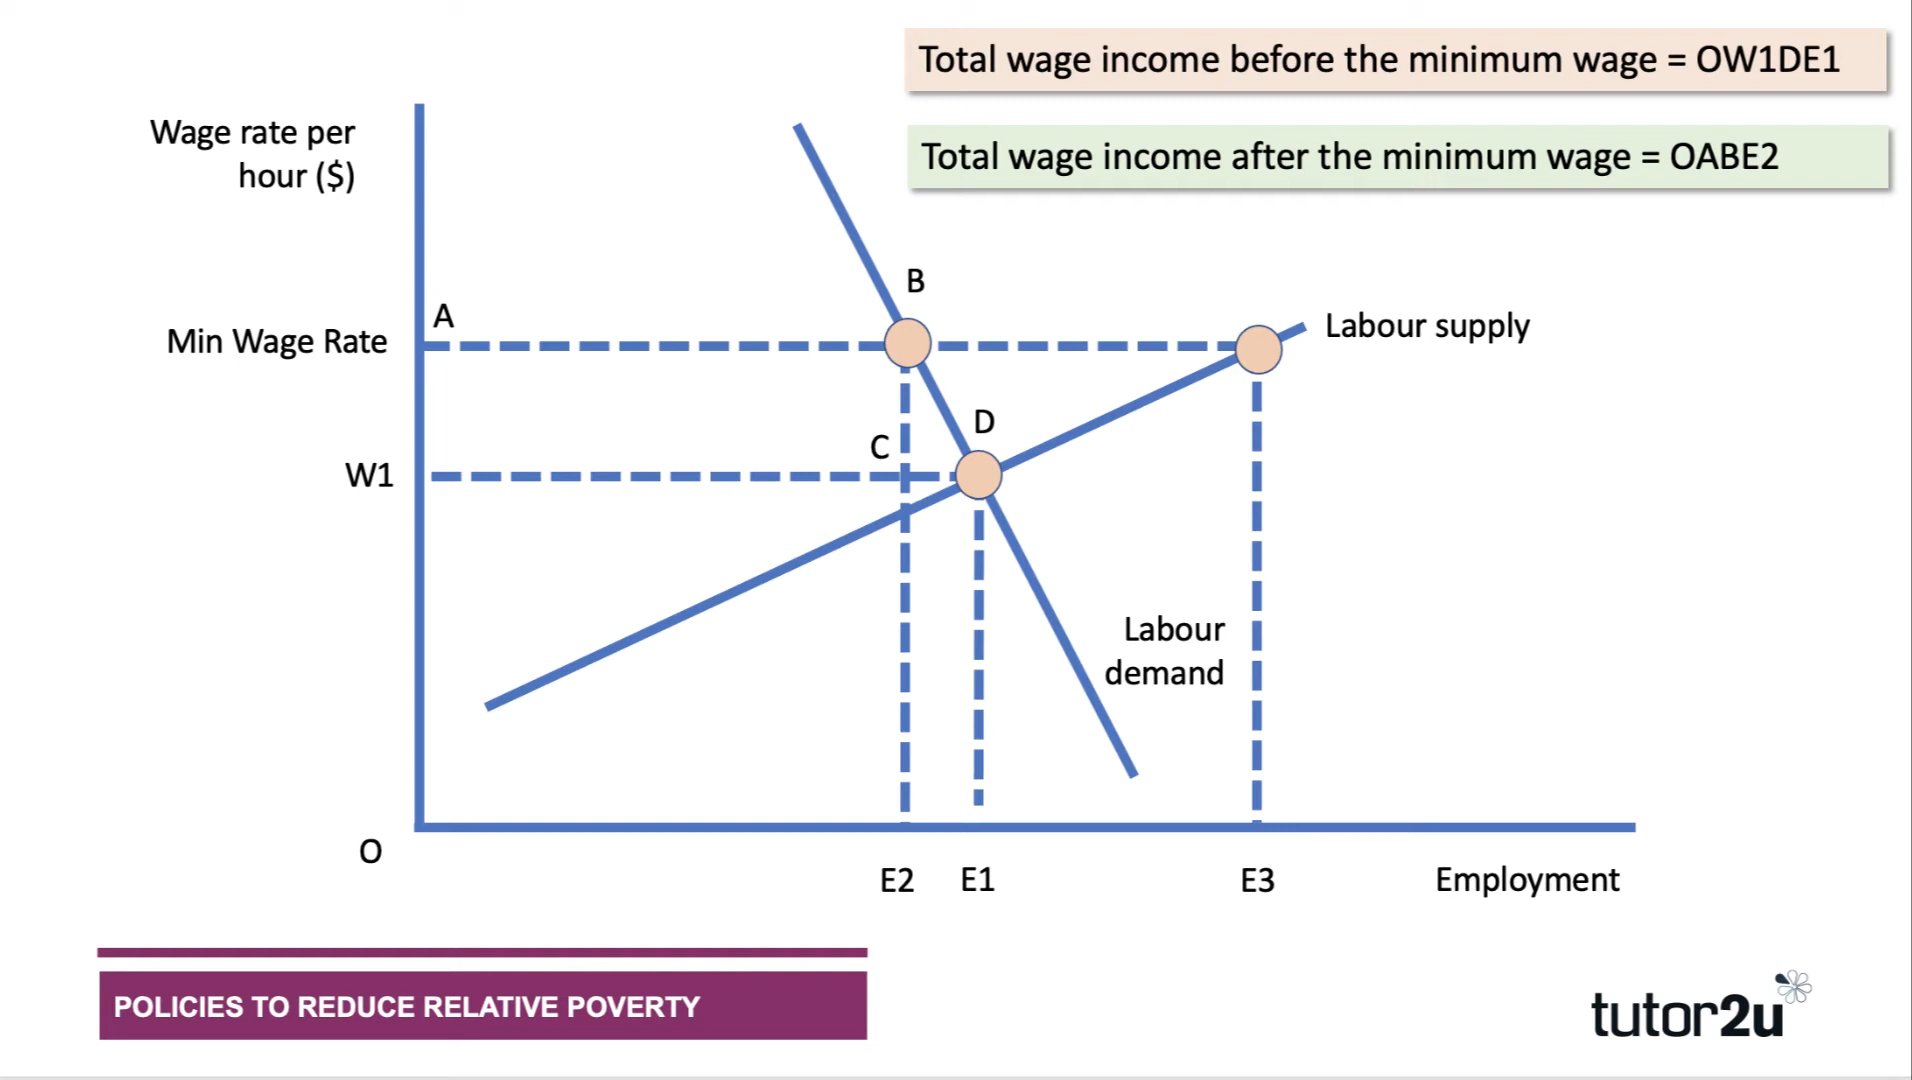 Total wage income before the minimum wage = OW1DE1
Total wage income after the minimum wage = OABE2
Wage rate per
hour ($)
B
A
Min Wage Rate
Labour supply
D
C
W1
Labour
demand
O
E2
E1
E3
Employment
POLICIES TO REDUCE RELATIVE POVERTY
tutor2u